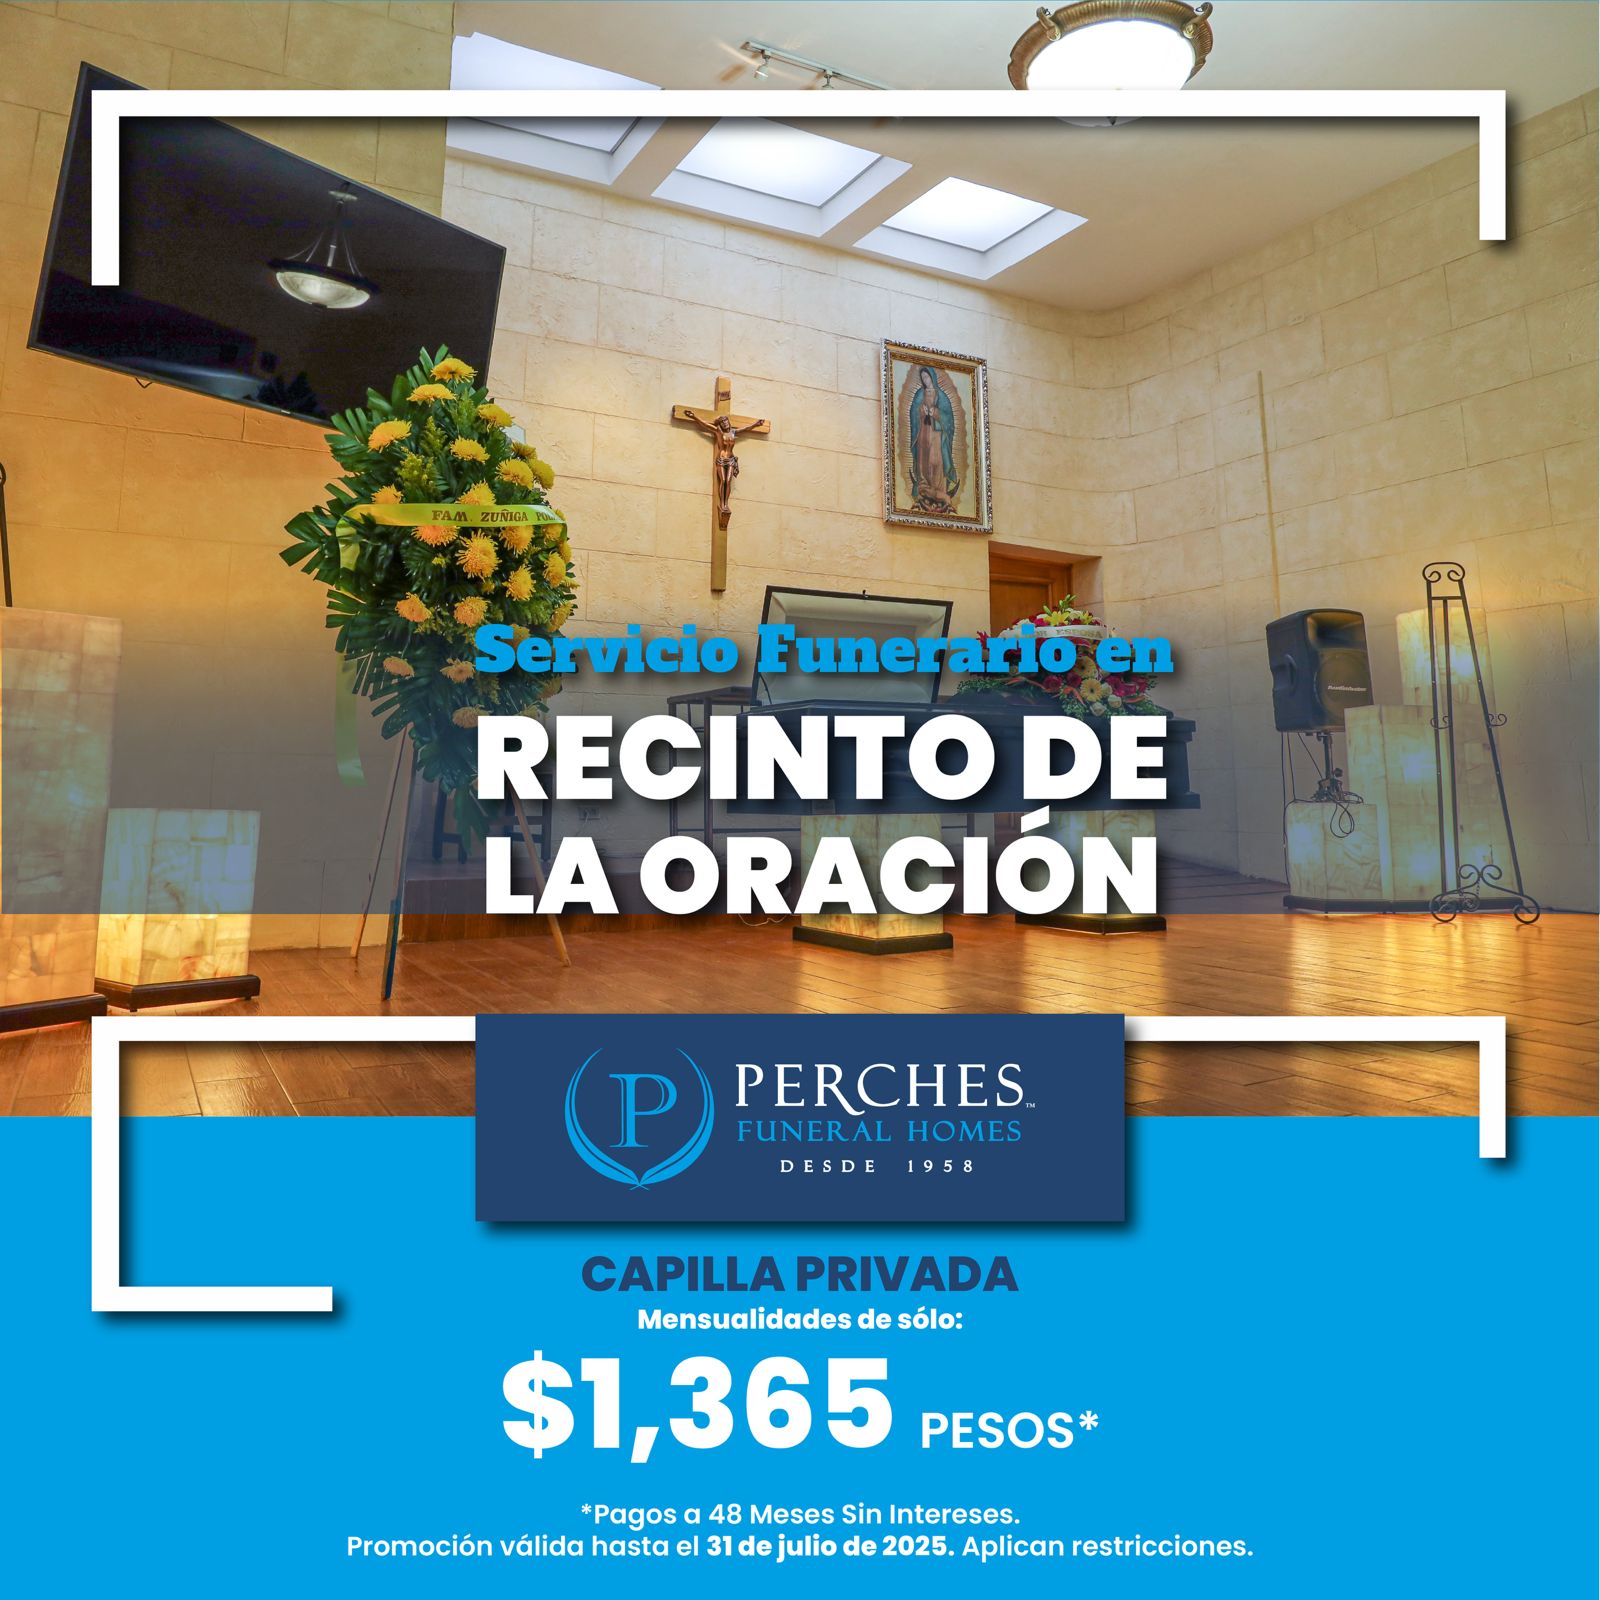 FAM. ZUÑIGA
Servicio Funerario en
RECINTO DE
LA ORACIÓN
P
PERCHES™
FUNERAL HOMES
DESDE 1958
CAPILLA PRIVADA
Mensualidades de sólo:
$1,365 PESOS*
*Pagos a 48 Meses Sin Intereses.
Promoción válida hasta el 31 de julio de 2025. Aplican restricciones.